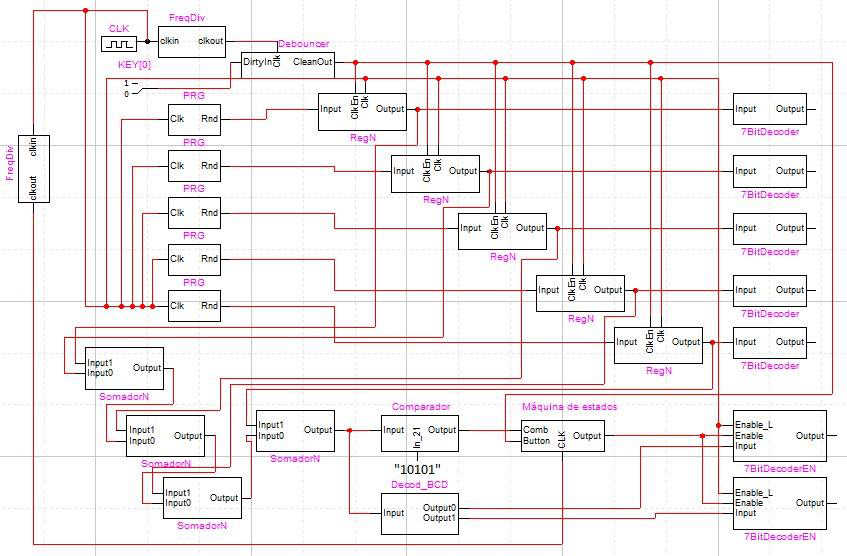 FreqDiv
CLK
clkin clkout
Debouncer
DirtyIn Clk CleanOut
KEY[0]
1
0
PRG
Clk Rnd
Input Clk En Clk Output
RegN
Input Output
7BitDecoder
FreqDiv
clkin
clkout
PRG
Clk Rnd
Input Clk En Clk Output
RegN
Input Output
7BitDecoder
PRG
Clk Rnd
Input Clk En Clk Output
RegN
Input Output
7BitDecoder
PRG
Clk Rnd
Input Clk En Clk Output
RegN
Input Output
7BitDecoder
PRG
Clk Rnd
Input Clk En Clk Output
RegN
Input Output
7BitDecoder
Input1
Input0
Output
SomadorN
Input1
Input0
Output
SomadorN
Input1
Input0
Output
SomadorN
Input1
Input0
Output
SomadorN
Comparador
Input In_21 Output
"10101"
Decod_BCD
Input
Output0
Output1
Máquina de estados
Comb
Button
CLK
Output
Enable_L
Enable
Input
Output
7BitDecoderEN
Enable_L
Enable
Input
Output
7BitDecoderEN